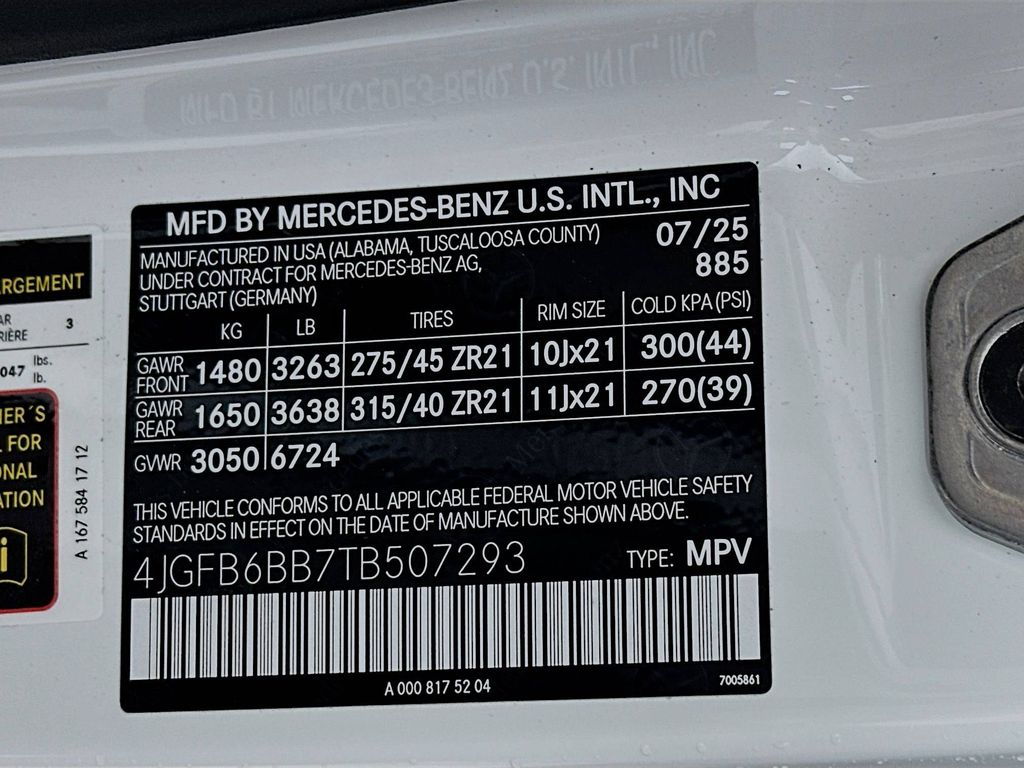 MFD BY MERCEDES-BENZ U.S. INTL., INC
MANUFACTURED IN USA (ALABAMA, TUSCALOOSA COUNTY) 07/25
UNDER CONTRACT FOR MERCEDES-BENZ AG, 885
STUTTGART (GERMANY)
KG LB TIRES RIM SIZE COLD KPA (PSI)
GAWR FRONT 1480 3263 275/45 ZR21 10Jx21 300(44)
GAWR REAR 1650 3638 315/40 ZR21 11Jx21 270(39)
GVWR 3050 6724
THIS VEHICLE CONFORMS TO ALL APPLICABLE FEDERAL MOTOR VEHICLE SAFETY
STANDARDS IN EFFECT ON THE DATE OF MANUFACTURE SHOWN ABOVE.
4JGFB6BB7TB507293 TYPE: MPV
A 000 817 52 04 7005861
ARGEMENT
AR 3
RIÈRE
047 lbs.
lb.
NER´S
L FOR
ONAL
ATION
i
A 167 584 17 12